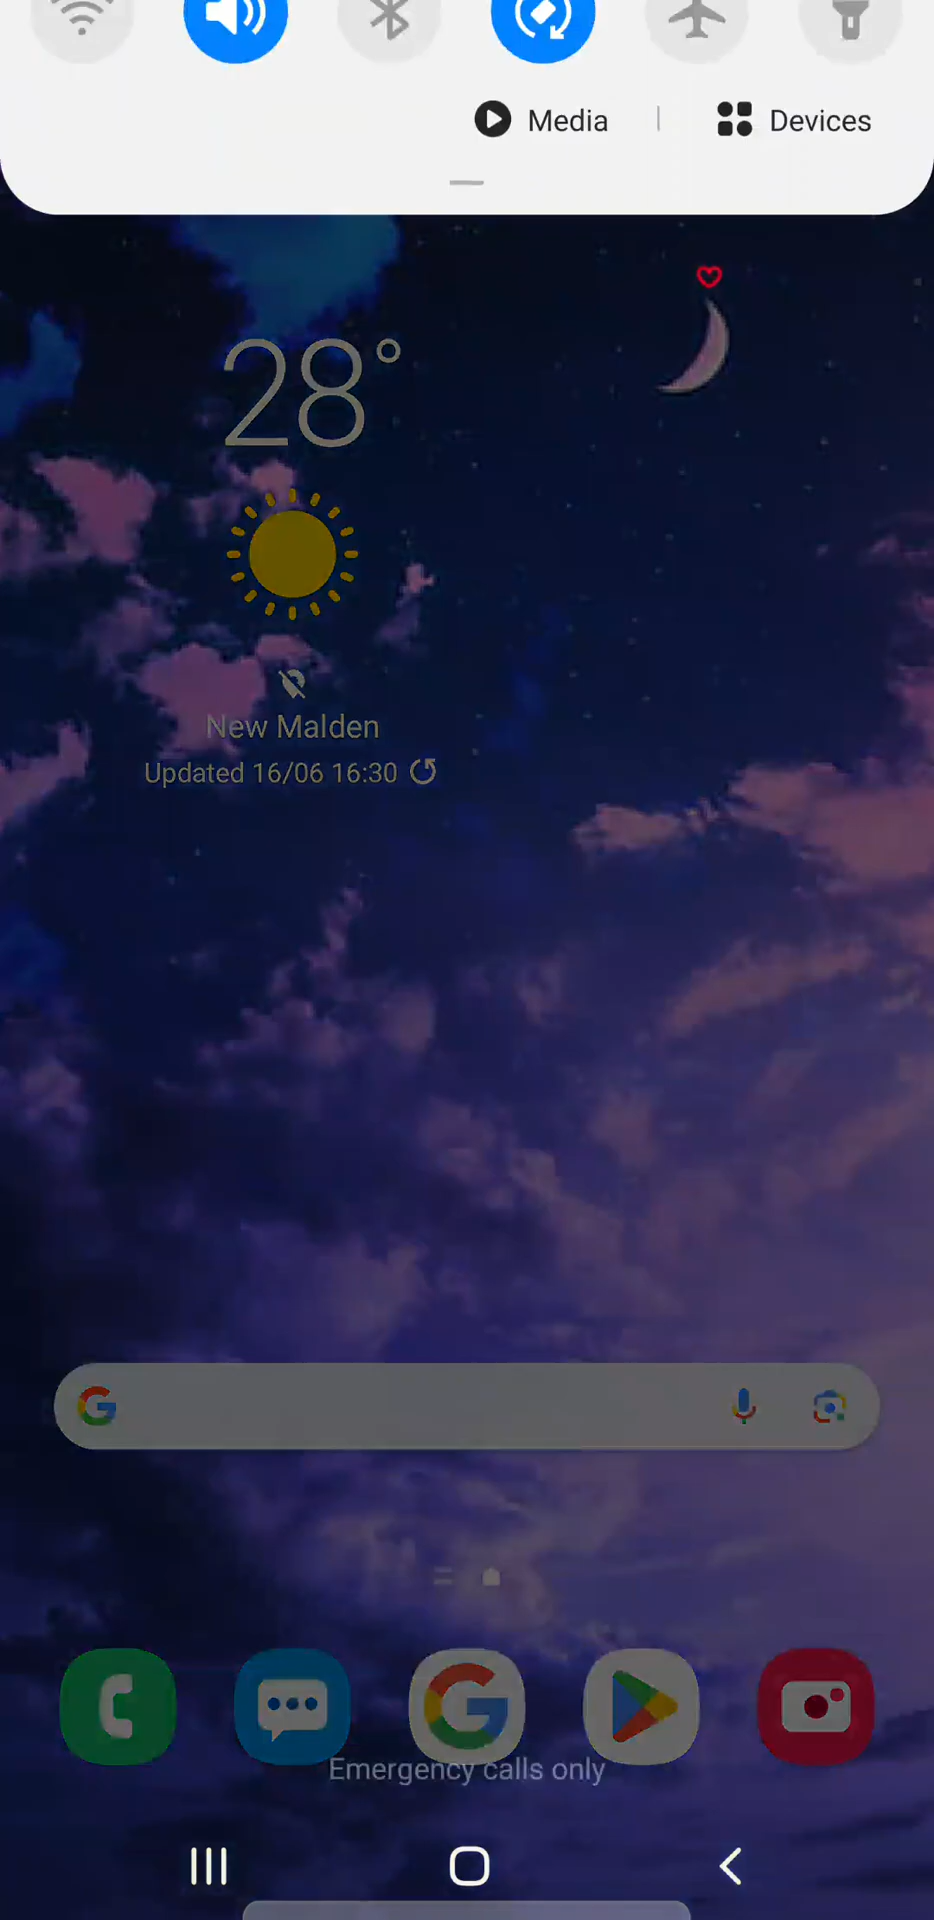 Media
Devices
28°
New Malden
Updated 16/06 16:30
Emergency calls only